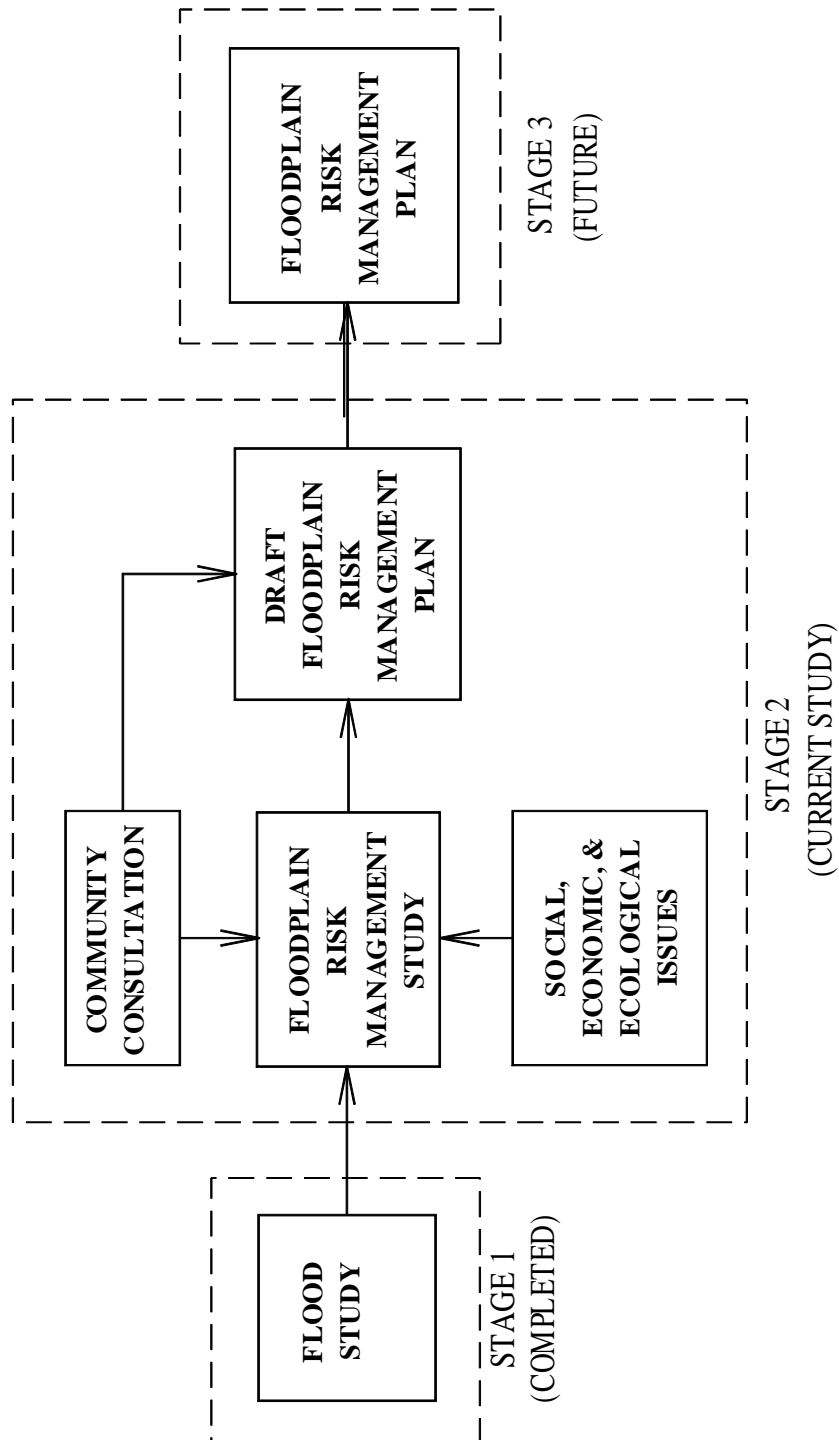 FLOOD
STUDY
STAGE 1
(COMPLETED)
COMMUNITY
CONSULTATION
FLOODPLAIN
RISK
MANAGEMENT
STUDY
SOCIAL,
ECONOMIC, &
ECOLOGICAL
ISSUES
DRAFT
FLOODPLAIN
RISK
MANAGEMENT
PLAN
STAGE 2
(CURRENT STUDY)
FLOODPLAIN
RISK
MANAGEMENT
PLAN
STAGE 3
(FUTURE)